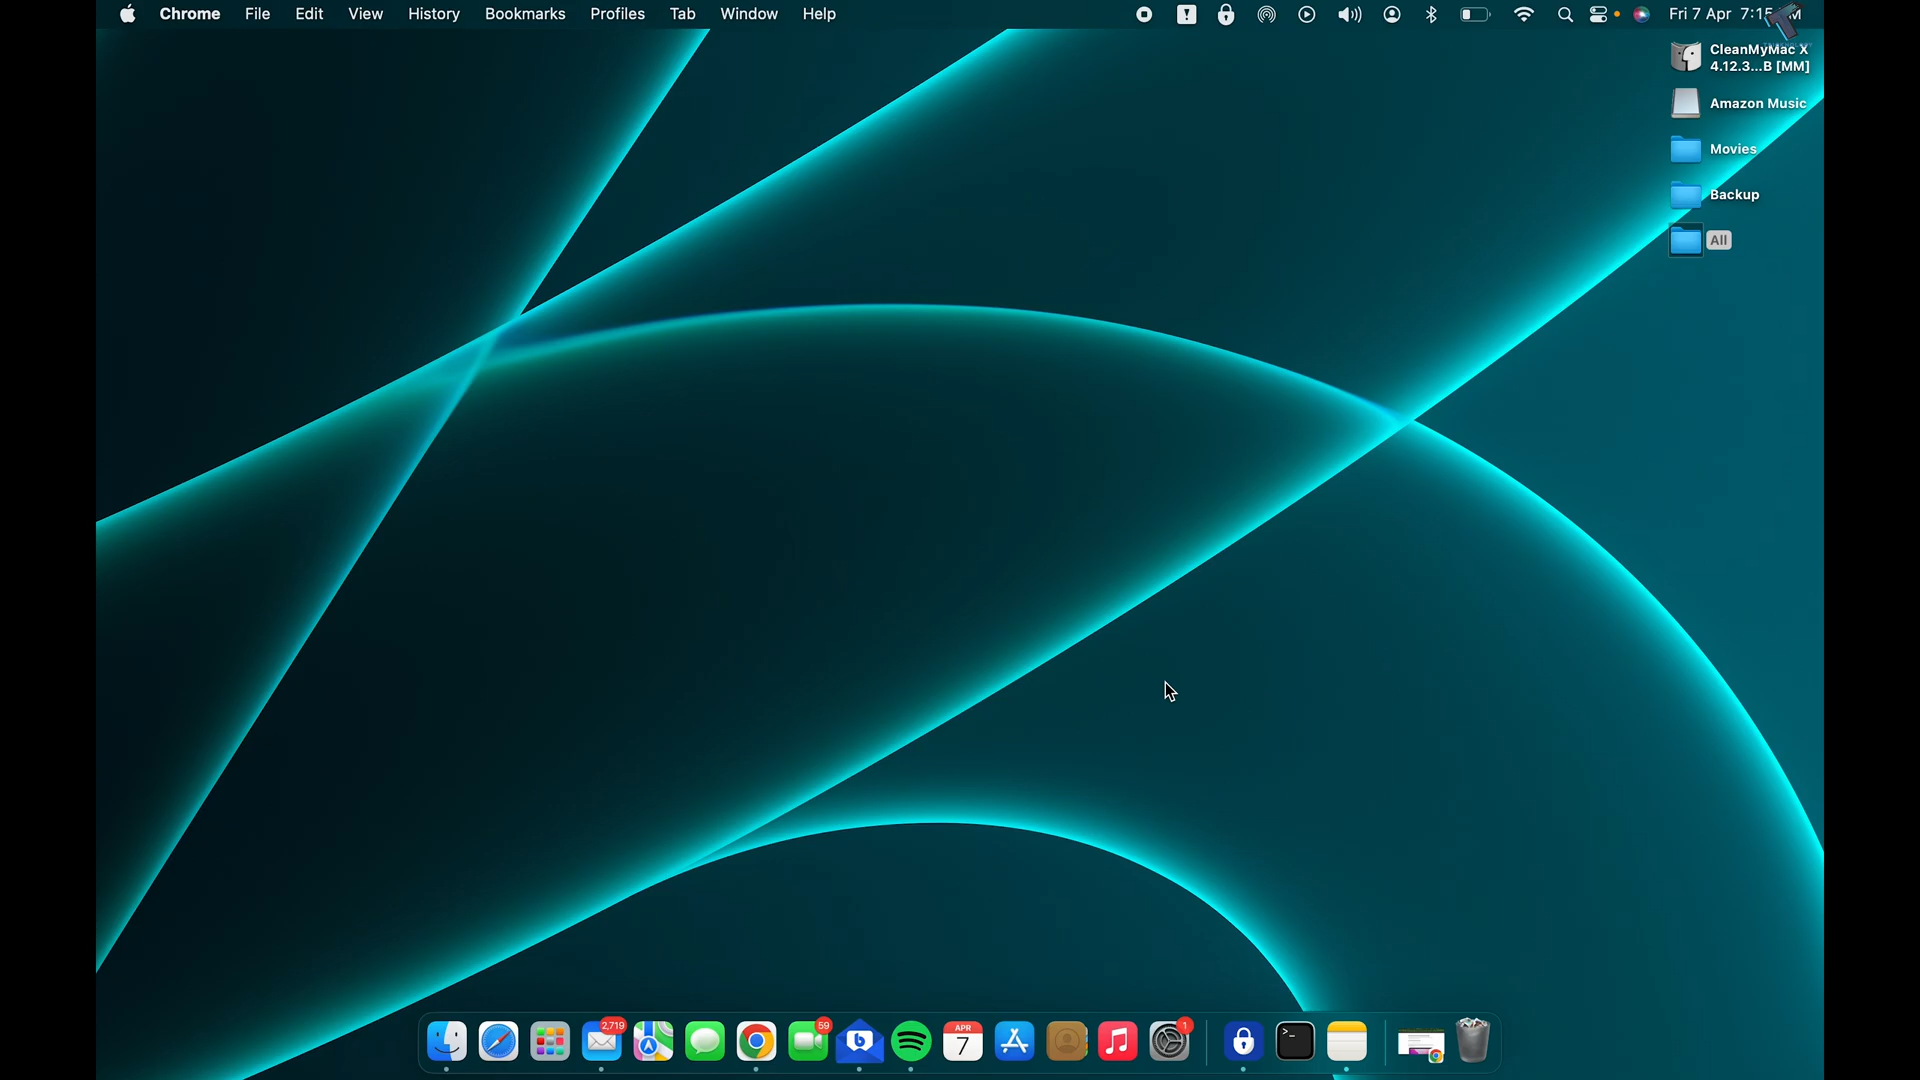 Chrome File Edit View History Bookmarks Profiles Tab Window Help Fri 7 Apr
CleanMyMac X
4.12.3...B [MM]
Amazon Music
Movies
Backup
All
2,719
59
APR
7
1